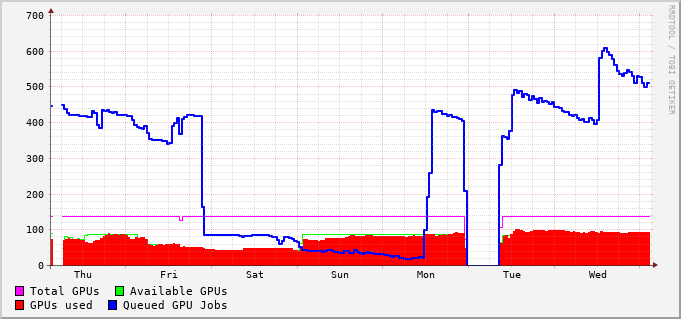 700
600
500
400
300
200
100
0
Thu Fri Sat Sun Mon Tue Wed
Total GPUs Available GPUs
GPUs used Queued GPU Jobs
RRDTOOL / TOBI OETIKER